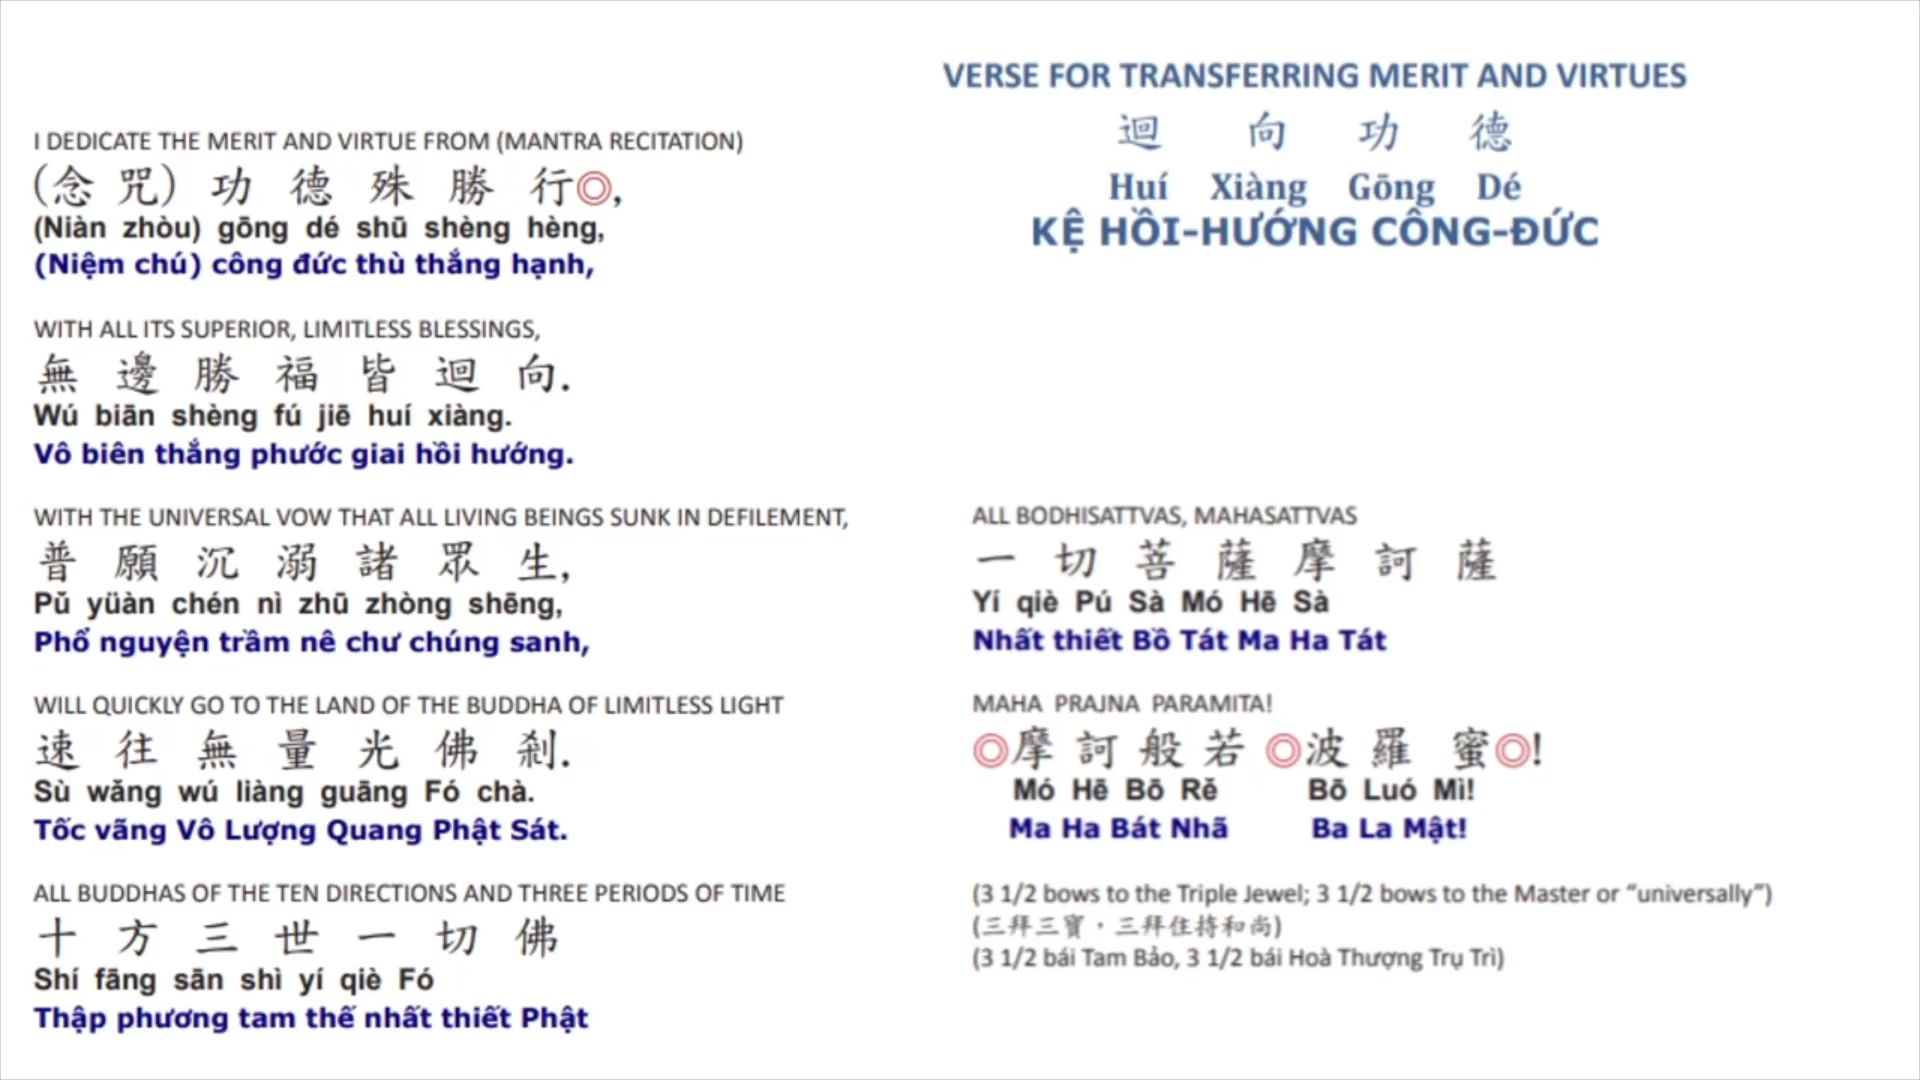 VERSE FOR TRANSFERRING MERIT AND VIRTUES
迴 向 功 德
Huí Xiàng Gōng Dé
KỆ HỒI-HƯỚNG CÔNG-ĐỨC
I DEDICATE THE MERIT AND VIRTUE FROM (MANTRA RECITATION)
(念 咒) 功 德 殊 勝 行◎,
(Niàn zhòu) gōng dé shū shèng hèng,
(Niệm chú) công đức thù thắng hạnh,
WITH ALL ITS SUPERIOR, LIMITLESS BLESSINGS,
無 邊 勝 福 皆 迴 向.
Wú biān shèng fú jiē huí xiàng.
Vô biên thắng phước giai hồi hướng.
WITH THE UNIVERSAL VOW THAT ALL LIVING BEINGS SUNK IN DEFILEMENT,
普 願 沉 溺 諸 眾 生,
Pǔ yüàn chén nì zhū zhòng shēng,
Phổ nguyện trầm nê chư chúng sanh,
WILL QUICKLY GO TO THE LAND OF THE BUDDHA OF LIMITLESS LIGHT
速 往 無 量 光 佛 剎.
Sù wǎng wú liàng guāng Fó chà.
Tốc vãng Vô Lượng Quang Phật Sát.
ALL BUDDHAS OF THE TEN DIRECTIONS AND THREE PERIODS OF TIME
十 方 三 世 一 切 佛
Shí fāng sān shì yí qiè Fó
Thập phương tam thế nhất thiết Phật
ALL BODHISATTVAS, MAHASATTVAS
一 切 菩 薩 摩 訶 薩
Yí qiè Pú Sà Mó Hē Sà
Nhất thiết Bồ Tát Ma Ha Tát
MAHA PRAJNA PARAMITA!
◎摩 訶 般 若 ◎波 羅 蜜◎!
Mó Hē Bō Rě Bō Luó Mì!
Ma Ha Bát Nhã Ba La Mật!
(3 1/2 bows to the Triple Jewel; 3 1/2 bows to the Master or “universally”)
(三拜三寶，三拜住持和尚)
(3 1/2 bái Tam Bảo, 3 1/2 bái Hoà Thượng Trụ Trì)